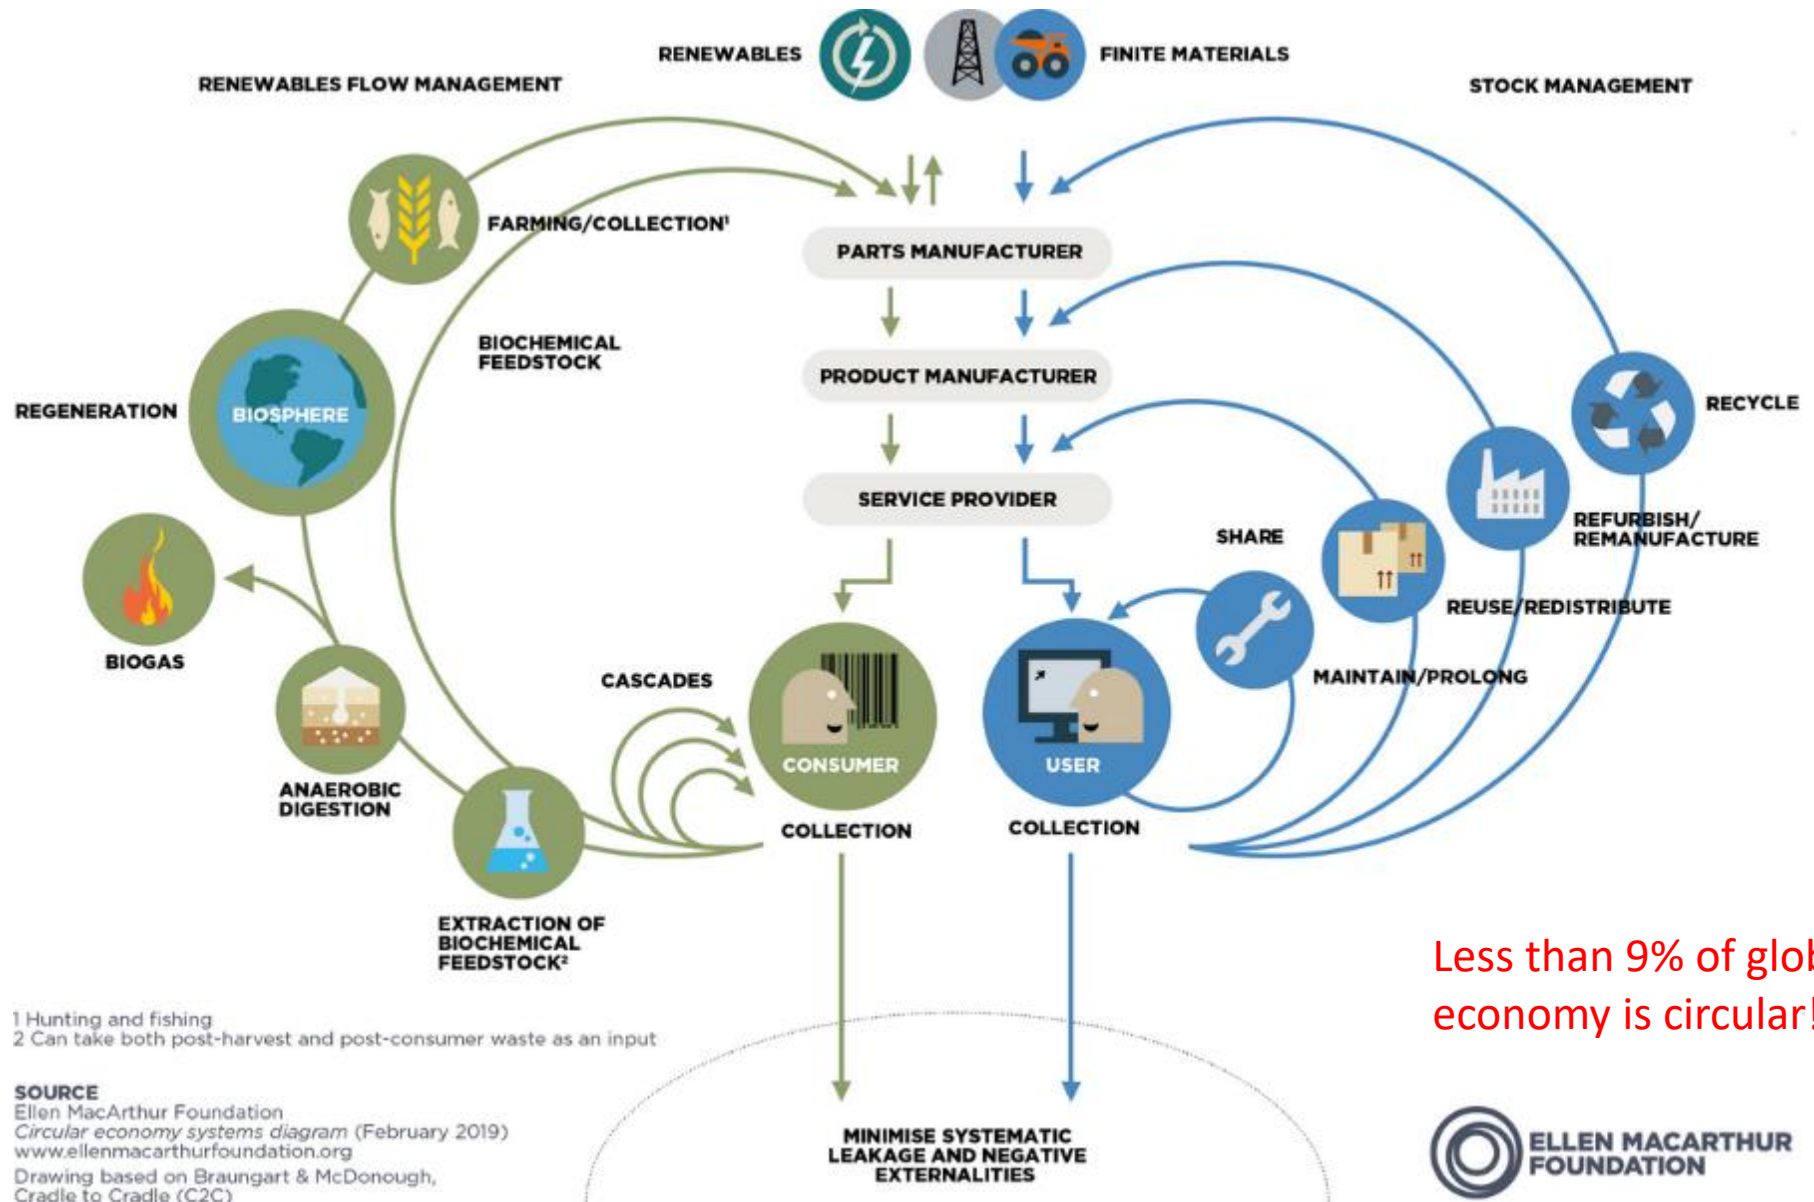 RENEWABLES
FINITE MATERIALS
RENEWABLES FLOW MANAGEMENT
STOCK MANAGEMENT
FARMING/COLLECTION¹
PARTS MANUFACTURER
BIOCHEMICAL
FEEDSTOCK
PRODUCT MANUFACTURER
REGENERATION
BIOSPHERE
RECYCLE
SERVICE PROVIDER
SHARE
REFURBISH/
REMANUFACTURE
REUSE/REDISTRIBUTE
BIOGAS
CASCADES
MAINTAIN/PROLONG
CONSUMER
USER
ANAEROBIC
DIGESTION
COLLECTION
COLLECTION
EXTRACTION OF
BIOCHEMICAL
FEEDSTOCK²
Less than 9% of glob
economy is circular!
1 Hunting and fishing
2 Can take both post-harvest and post-consumer waste as an input
SOURCE
Ellen MacArthur Foundation
Circular economy systems diagram (February 2019)
www.ellenmacarthurfoundation.org
Drawing based on Braungart & McDonough,
Cradle to Cradle (C2C)
MINIMISE SYSTEMATIC
LEAKAGE AND NEGATIVE
EXTERNALITIES
ELLEN MACARTHUR
FOUNDATION